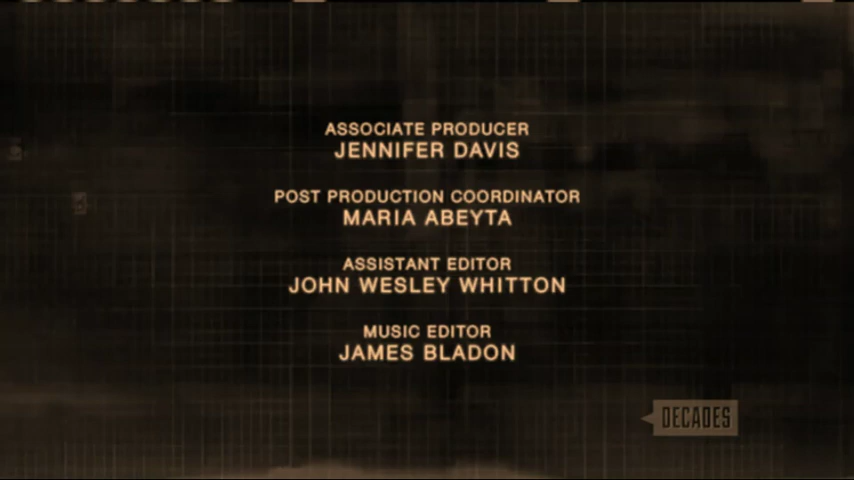 ASSOCIATE PRODUCER
JENNIFER DAVIS
POST PRODUCTION COORDINATOR
MARIA ABEYTA
ASSISTANT EDITOR
JOHN WESLEY WHITTON
MUSIC EDITOR
JAMES BLADON
DECADES